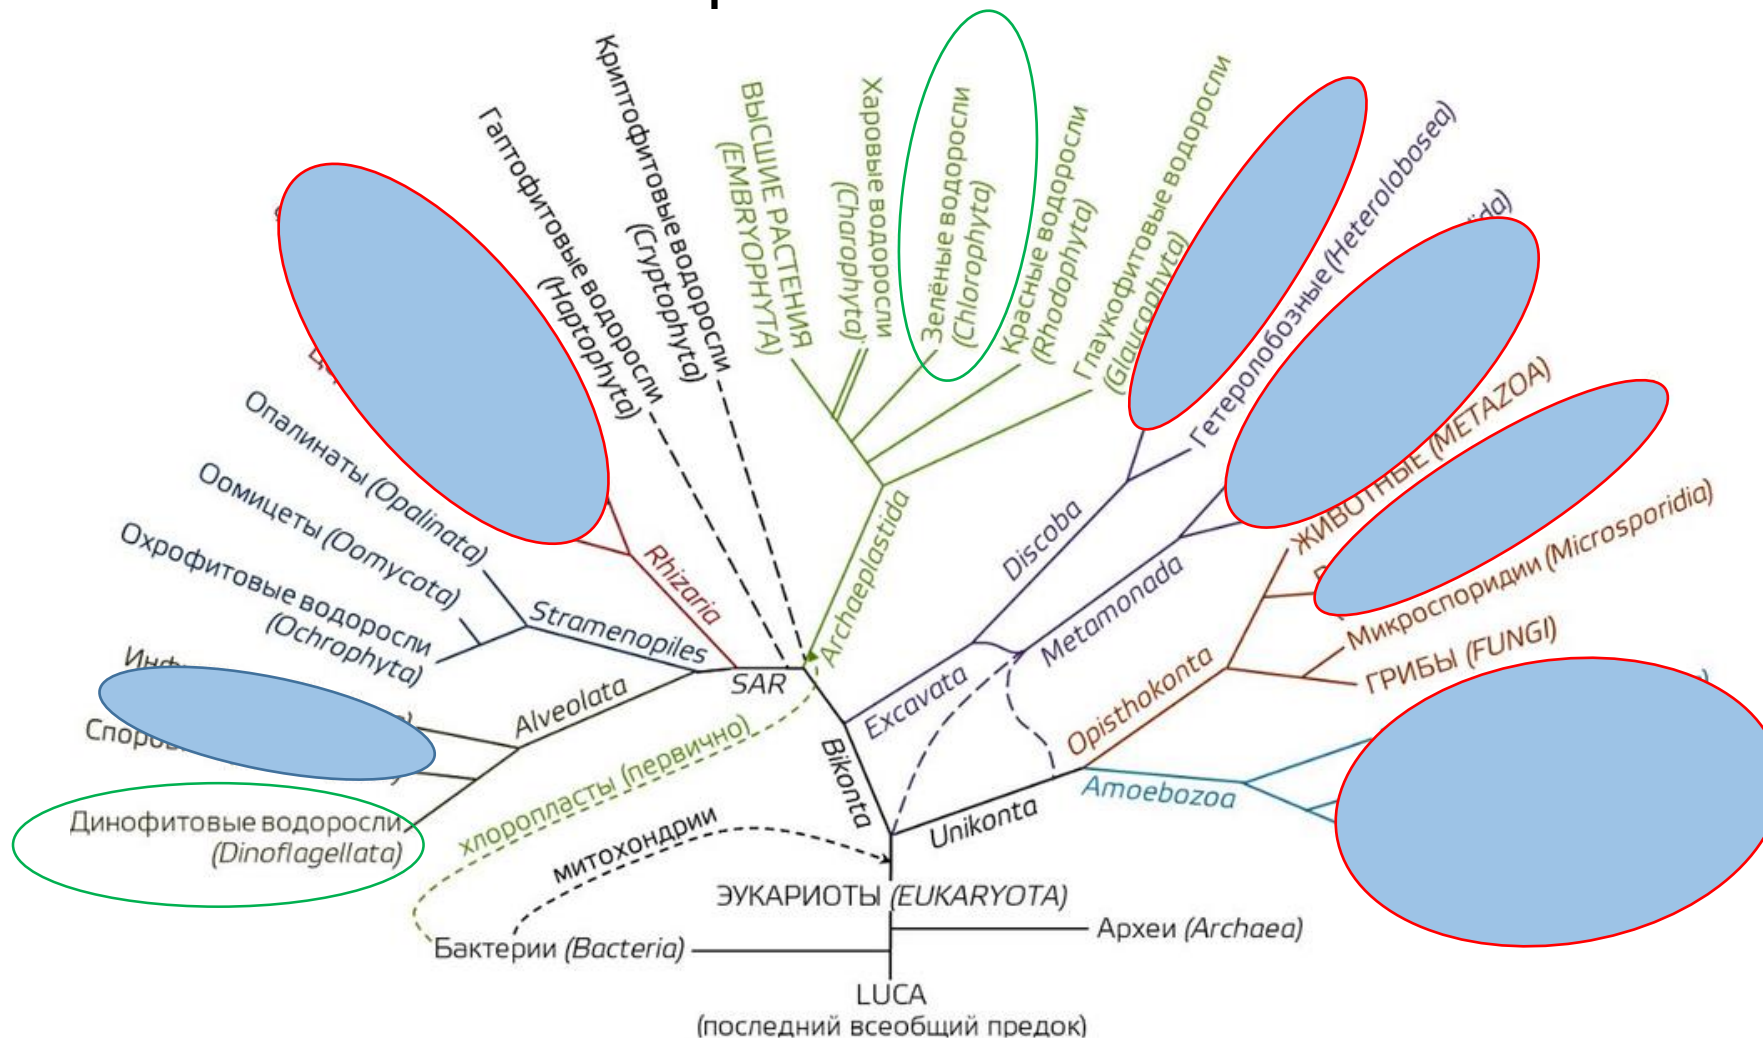 Криптофитовые водоросли
(Cryptophyta)
Гаптофитовые водоросли
(Haptophyta)
ВЫСШИЕ РАСТЕНИЯ
(EMBRYOPHYTA)
Харовые водоросли
(Charophyta)
Зелёные водоросли
(Chlorophyta)
Красные водоросли
(Rhodophyta)
Глаукофитовые водоросли
(Glaucophyta)
Гетеролобозные (Heterolobosea)
ЖИВОТНЫЕ (METAZOA)
Микроспоридии (Microsporidia)
ГРИБЫ (FUNGI)
Опалинаты (Opalinata)
Оомицеты (Oomycota)
Охрофитовые водоросли
(Ochrophyta)
Динофитовые водоросли
(Dinoflagellata)
Rhizaria
Stramenopiles
Alveolata
SAR
Archaeplastida
Discoba
Metamonada
Excavata
Opisthokonta
Amoebozoa
Bikonta
Unikonta
хлоропласты (первично)
митохондрии
ЭУКАРИОТЫ (EUKARYOTA)
Археи (Archaea)
Бактерии (Bacteria)
LUCA
(последний всеобщий предок)